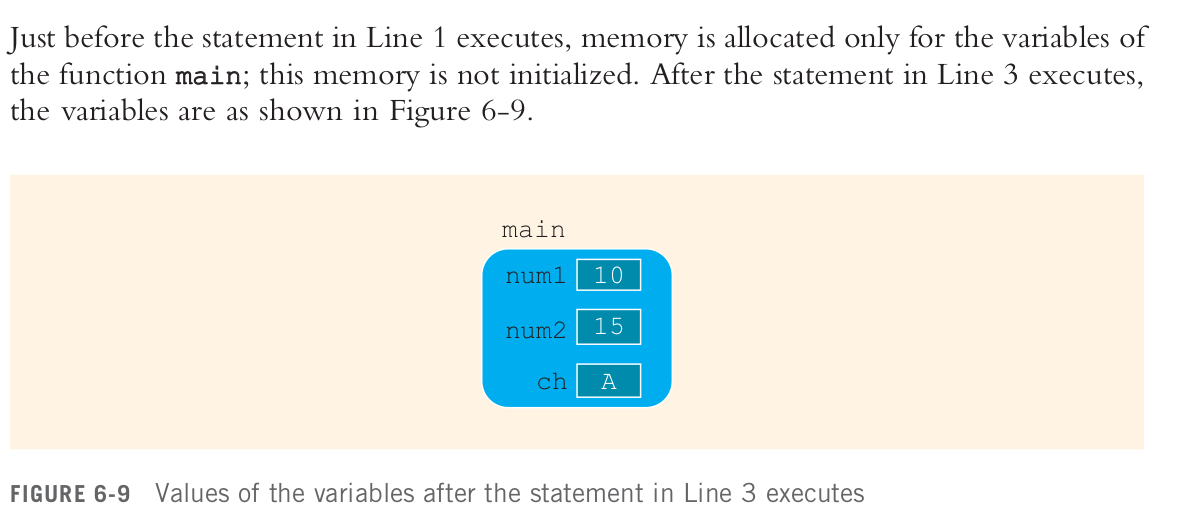 Just before the statement in Line 1 executes, memory is allocated only for the variables of
the function main; this memory is not initialized. After the statement in Line 3 executes,
the variables are as shown in Figure 6-9.
main
num1 10
num2 15
ch A
FIGURE 6-9 Values of the variables after the statement in Line 3 executes